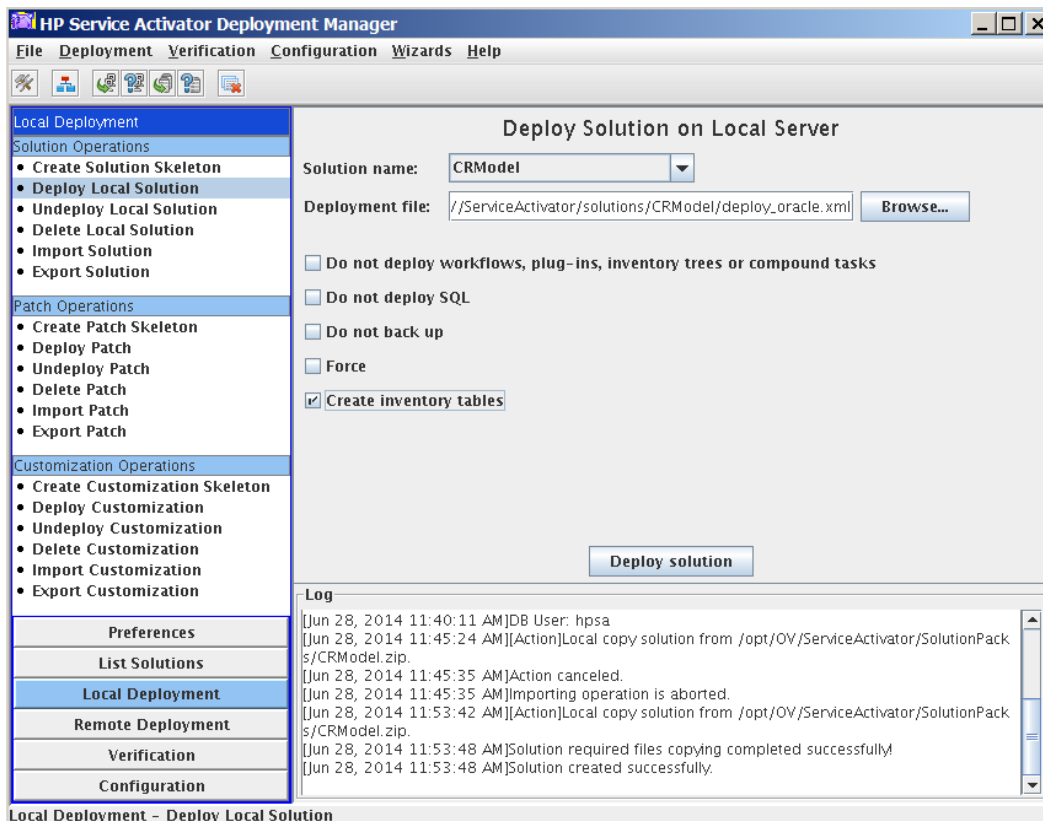 HP Service Activator Deployment Manager
File Deployment Verification Configuration Wizards Help
Local Deployment
Solution Operations
• Create Solution Skeleton
• Deploy Local Solution
• Undeploy Local Solution
• Delete Local Solution
• Import Solution
• Export Solution
Patch Operations
• Create Patch Skeleton
• Deploy Patch
• Undeploy Patch
• Delete Patch
• Import Patch
• Export Patch
Customization Operations
• Create Customization Skeleton
• Deploy Customization
• Undeploy Customization
• Delete Customization
• Import Customization
• Export Customization
Preferences
List Solutions
Local Deployment
Remote Deployment
Verification
Configuration
Deploy Solution on Local Server
Solution name: CRModel
Deployment file: //ServiceActivator/solutions/CRModel/deploy_oracle.xml Browse...
Do not deploy workflows, plug-ins, inventory trees or compound tasks
Do not deploy SQL
Do not back up
Force
Create inventory tables
Deploy solution
Log
[Jun 28, 2014 11:40:11 AM]DB User: hpsa
[Jun 28, 2014 11:45:24 AM][Action]Local copy solution from /opt/OV/ServiceActivator/SolutionPack
s/CRModel.zip.
[Jun 28, 2014 11:45:35 AM]Action canceled.
[Jun 28, 2014 11:45:35 AM]Importing operation is aborted.
[Jun 28, 2014 11:53:42 AM][Action]Local copy solution from /opt/OV/ServiceActivator/SolutionPack
s/CRModel.zip.
[Jun 28, 2014 11:53:48 AM]Solution required files copying completed successfully!
[Jun 28, 2014 11:53:48 AM]Solution created successfully.
Local Deployment - Deploy Local Solution